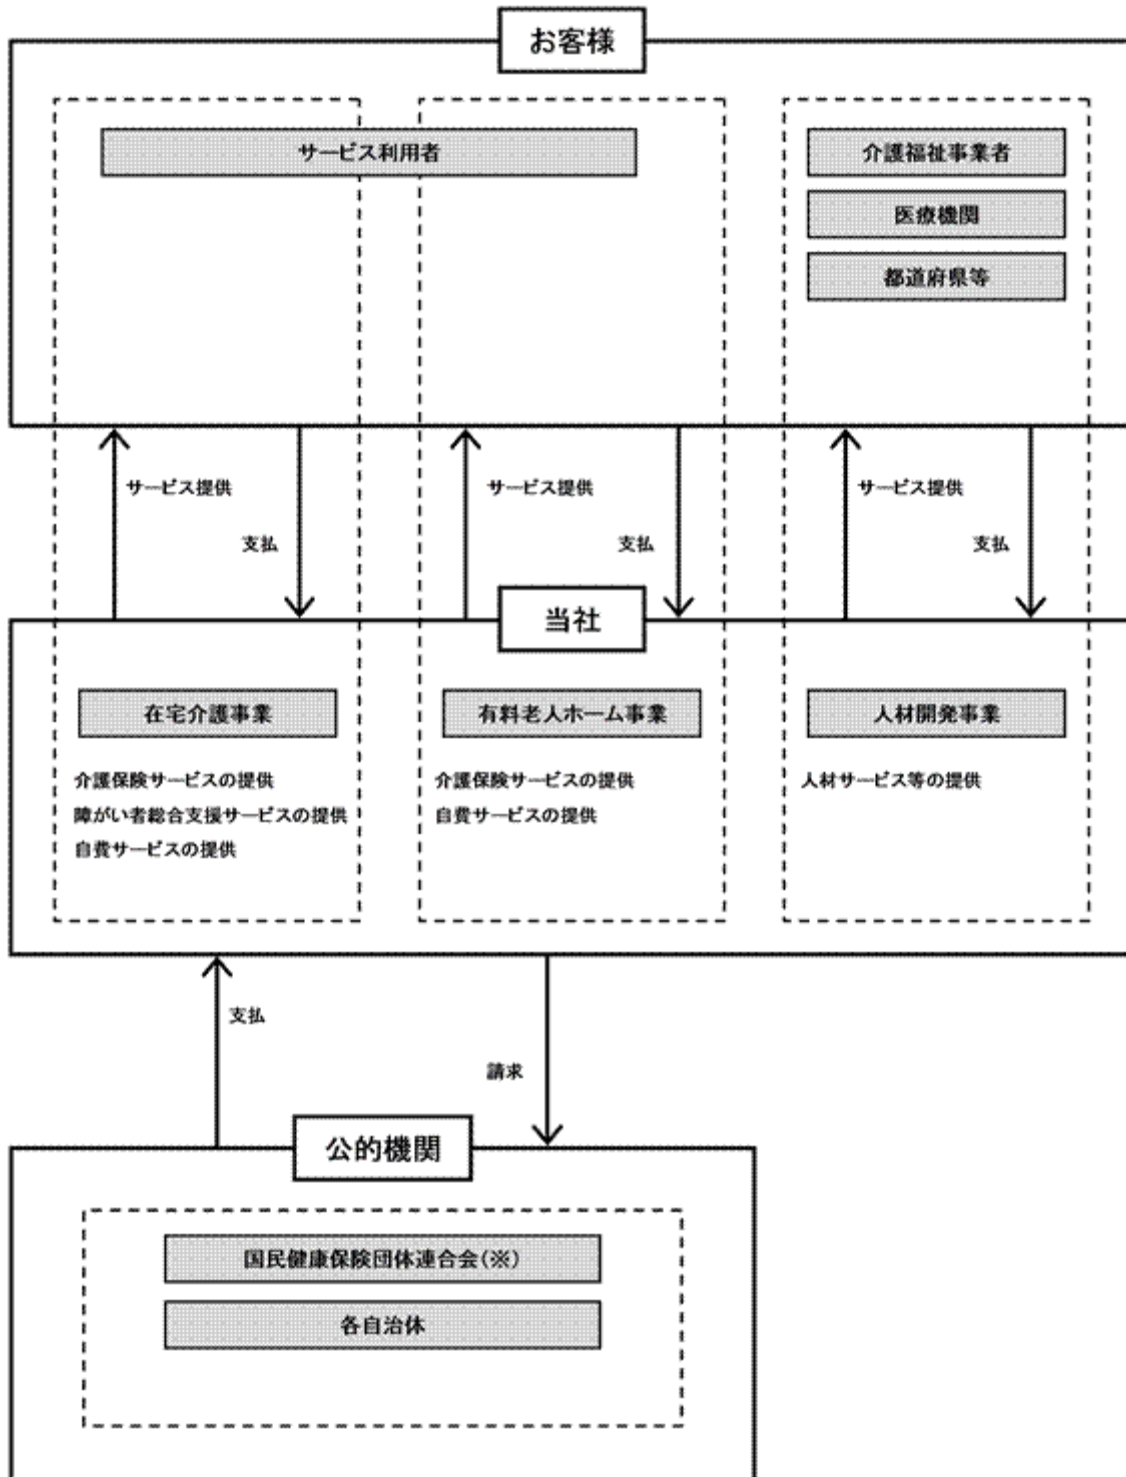 お客様
サービス利用者
介護福祉事業者
医療機関
都道府県等
サービス提供
サービス提供
サービス提供
支払
支払
支払
当社
在宅介護事業
有料老人ホーム事業
人材開発事業
介護保険サービスの提供
障がい者総合支援サービスの提供
自費サービスの提供
介護保険サービスの提供
自費サービスの提供
人材サービス等の提供
支払
請求
公的機関
国民健康保険団体連合会(※)
各自治体